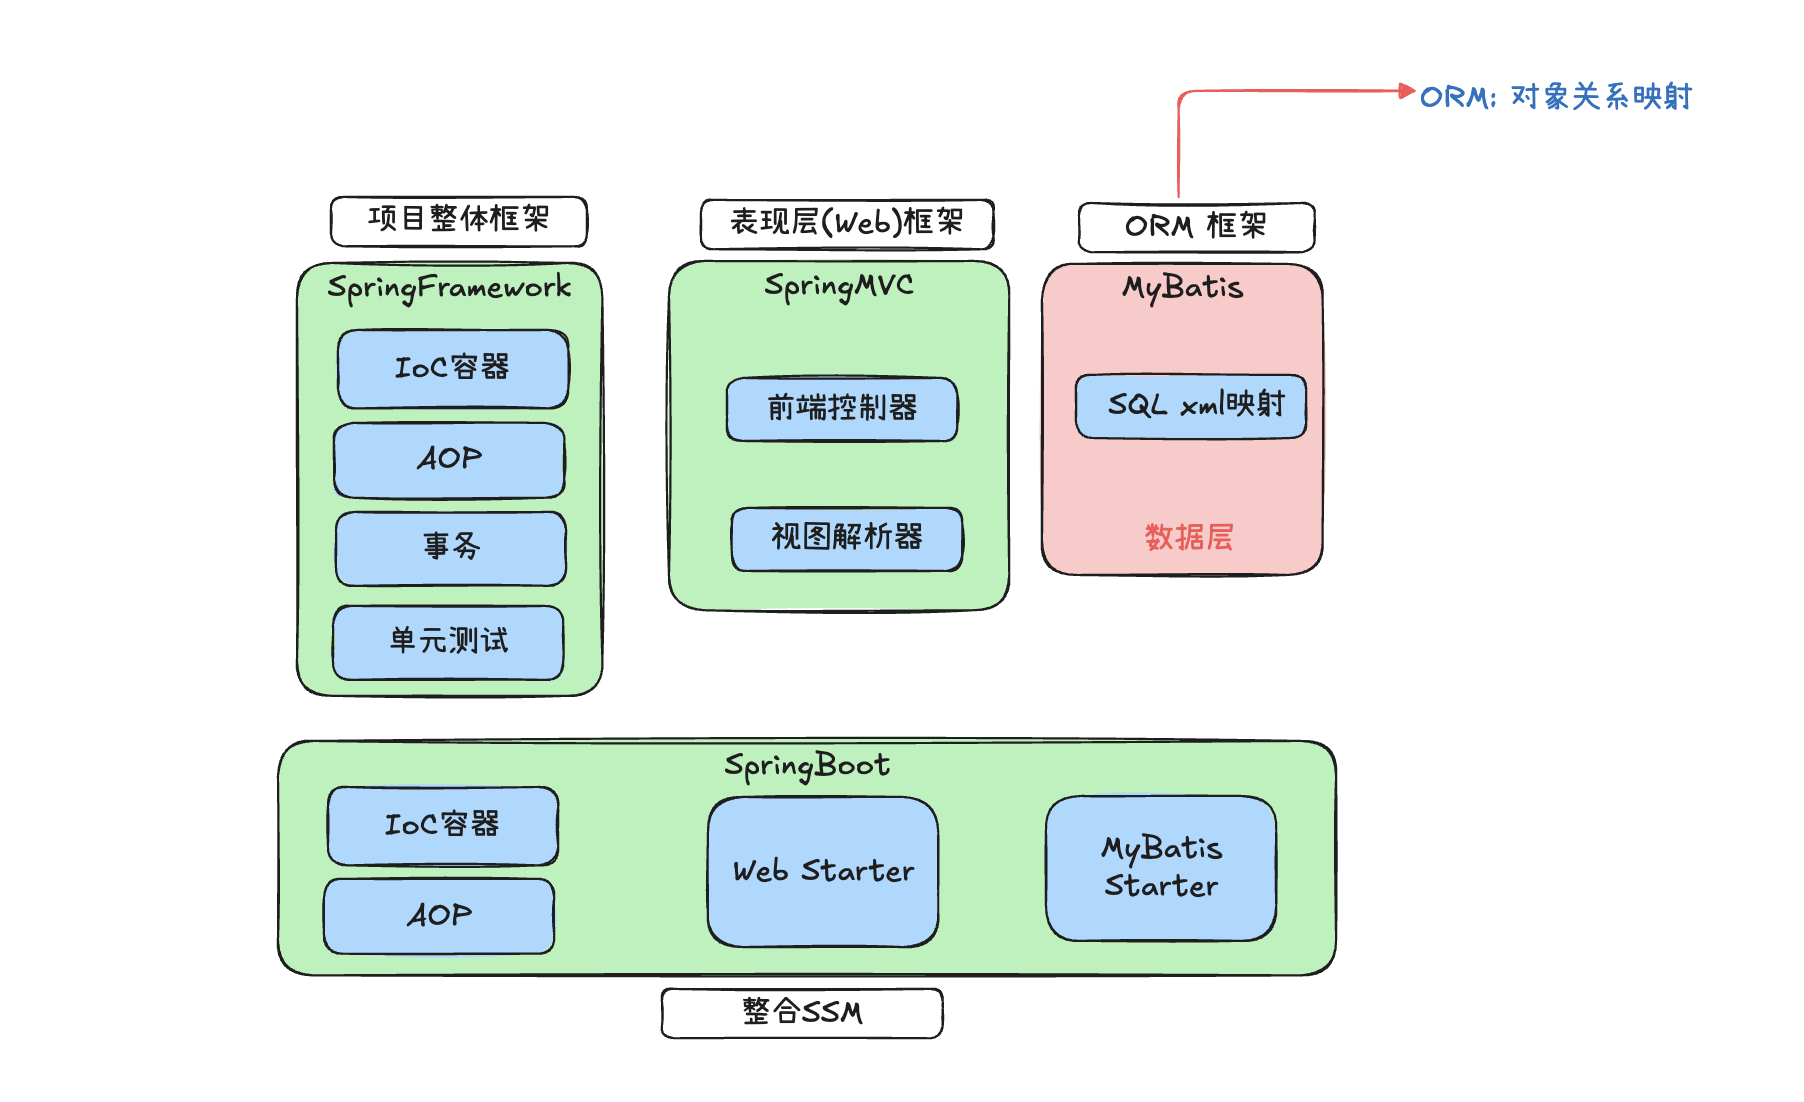 ORM: 对象关系映射
项目整体框架
表现层(Web)框架
ORM 框架
SpringFramework
IoC容器
AOP
事务
单元测试
SpringMVC
前端控制器
视图解析器
MyBatis
SQL xml映射
数据层
SpringBoot
IoC容器
AOP
Web Starter
MyBatis
Starter
整合SSM